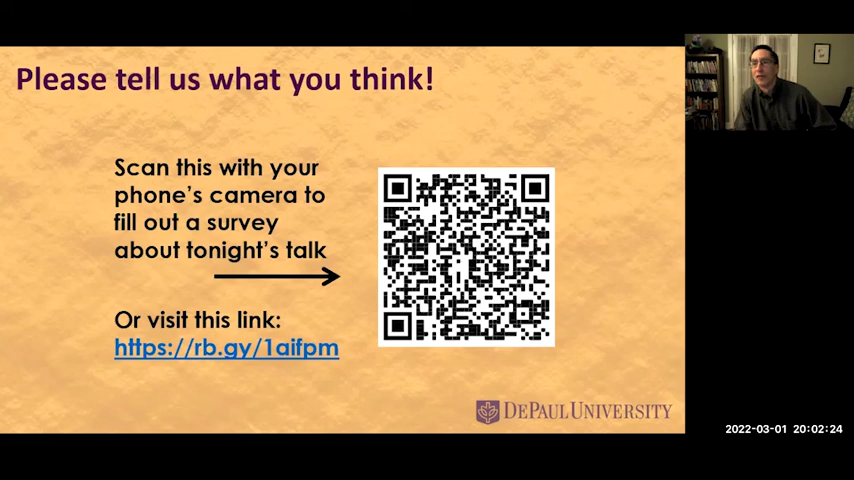 Please tell us what you think!
Scan this with your
phone's camera to
fill out a survey
about tonight's talk
Or visit this link:
https://rb.gy/1aifpm
DEPAUL UNIVERSITY
2022-03-01 20:02:24